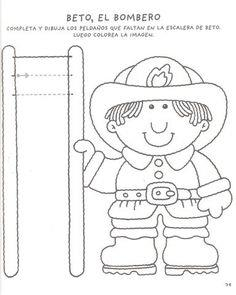 BETO, EL BOMBERO
COMPLETA Y DIBUJA LOS PELDAÑOS QUE FALTAN EN LA ESCALERA DE BETO.
LUEGO COLOREA LA IMAGEN.